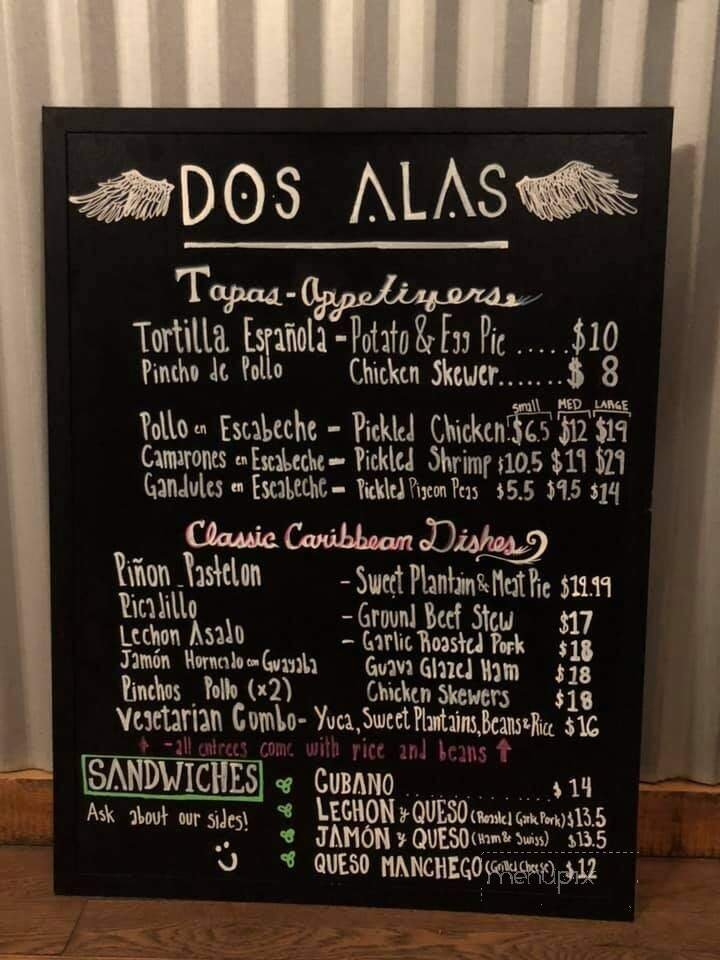 DOS ALAS
Tapas - Appetizers
Tortilla Española - Potato & Egg Pie ..... $10
Pincho de Pollo Chicken Skewer....... $ 8
small MED LARGE
Pollo en Escabeche - Pickled Chicken $6.5 $12 $19
Camarones en Escabeche - Pickled Shrimp $10.5 $19 $29
Gandules en Escabeche - Pickled Pigeon Peas $5.5 $9.5 $14
Classic Caribbean Dishes
Piñon Pastelon - Sweet Plantain & Meat Pie $19.99
Picadillo - Ground Beef Stew $17
Lechon Asado - Garlic Roasted Pork $18
Jamón Horneado con Guayaba Guava Glazed Ham $18
Pinchos Pollo (x2) Chicken Skewers $18
Vegetarian Combo - Yuca, Sweet Plantains, Beans & Rice $16
- all entrees come with rice and beans
SANDWICHES
Ask about our sides!
CUBANO .................. $ 14
LECHON y QUESO (Roasted Garlic Pork) $13.5
JAMÓN y QUESO (Ham & Swiss) $13.5
QUESO MANCHEGO (Grilled Cheese) $12
menupix